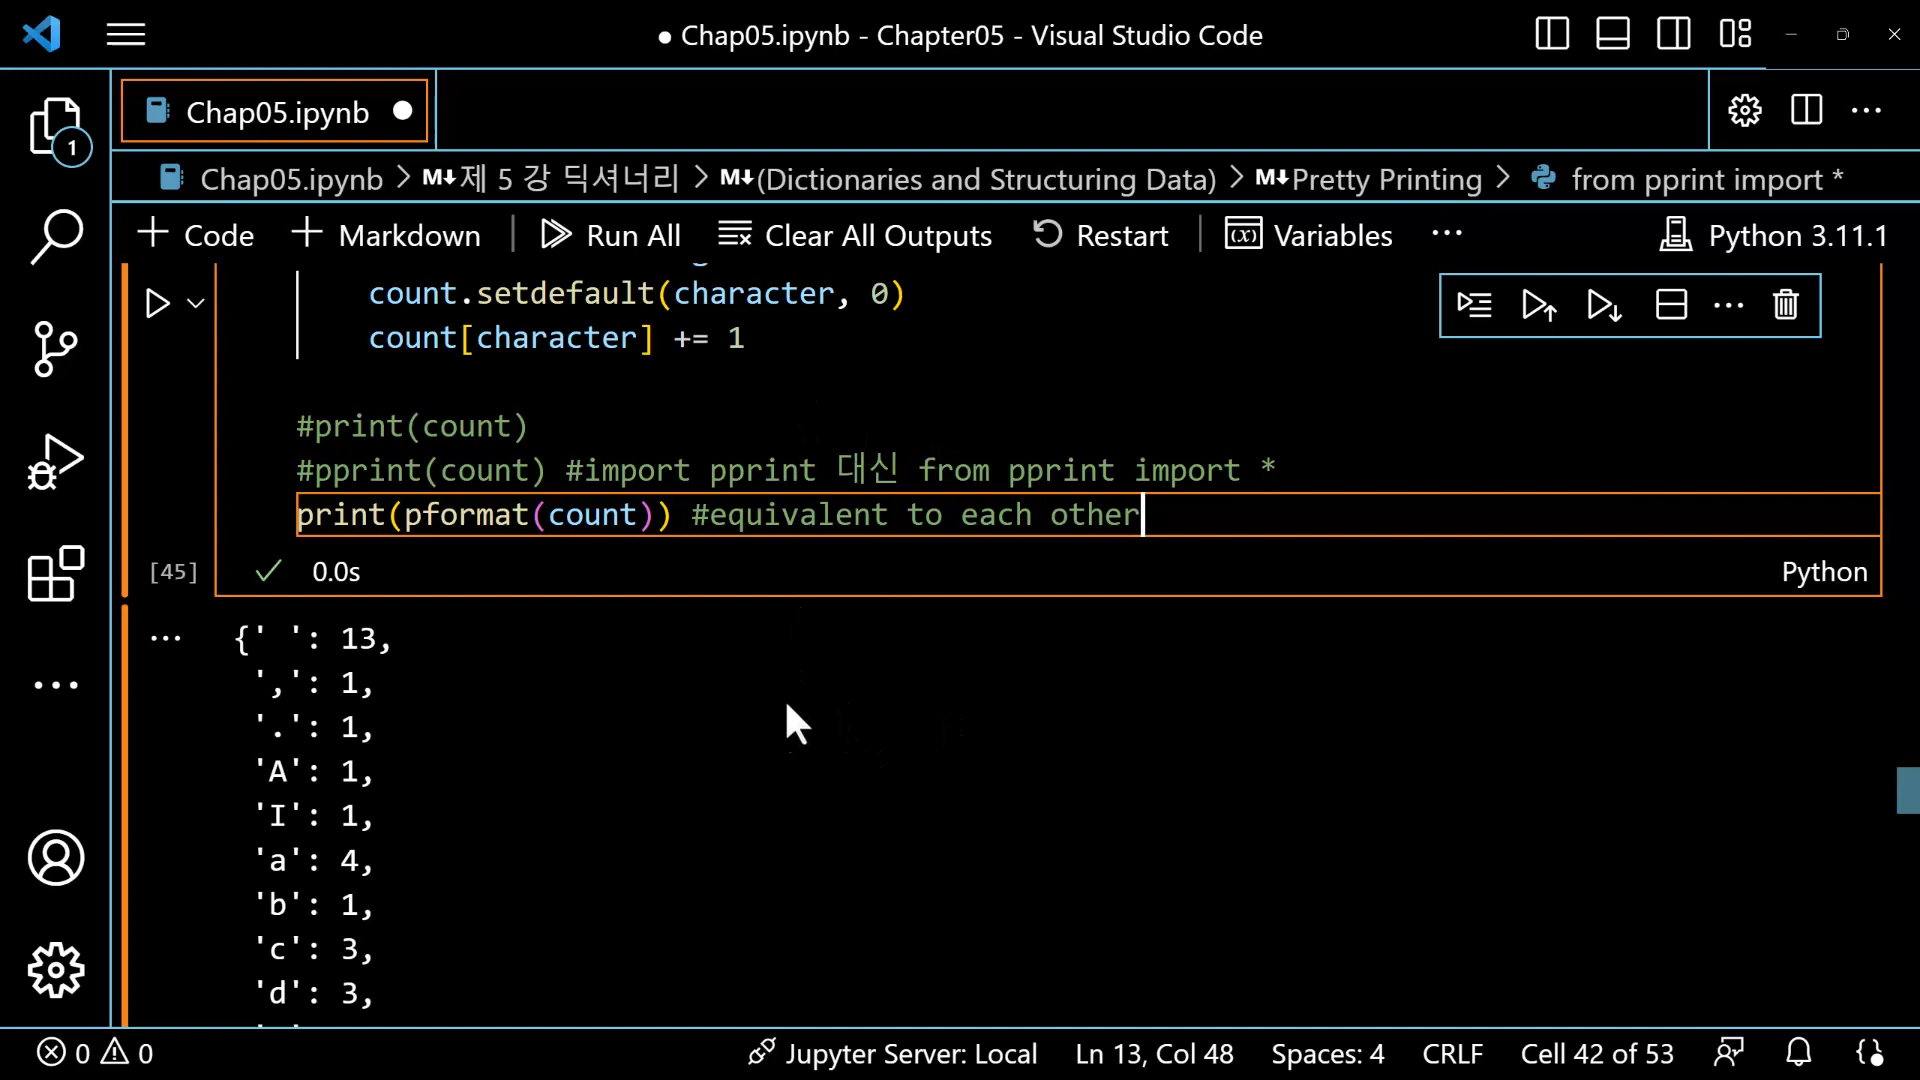 ● Chap05.ipynb - Chapter05 - Visual Studio Code
Chap05.ipynb
1
Chap05.ipynb > M↓제 5 강 딕셔너리 > M↓(Dictionaries and Structuring Data) > M↓Pretty Printing > from pprint import *
Code Markdown Run All Clear All Outputs Restart Variables ··· Python 3.11.1
count.setdefault(character, 0)
count[character] += 1
#print(count)
#pprint(count) #import pprint 대신 from pprint import *
print(pformat(count)) #equivalent to each other
[45] 0.0s Python
{' ': 13,
',': 1,
'.': 1,
'A': 1,
'I': 1,
'a': 4,
'b': 1,
'c': 3,
'd': 3,
0 0 Jupyter Server: Local Ln 13, Col 48 Spaces: 4 CRLF Cell 42 of 53